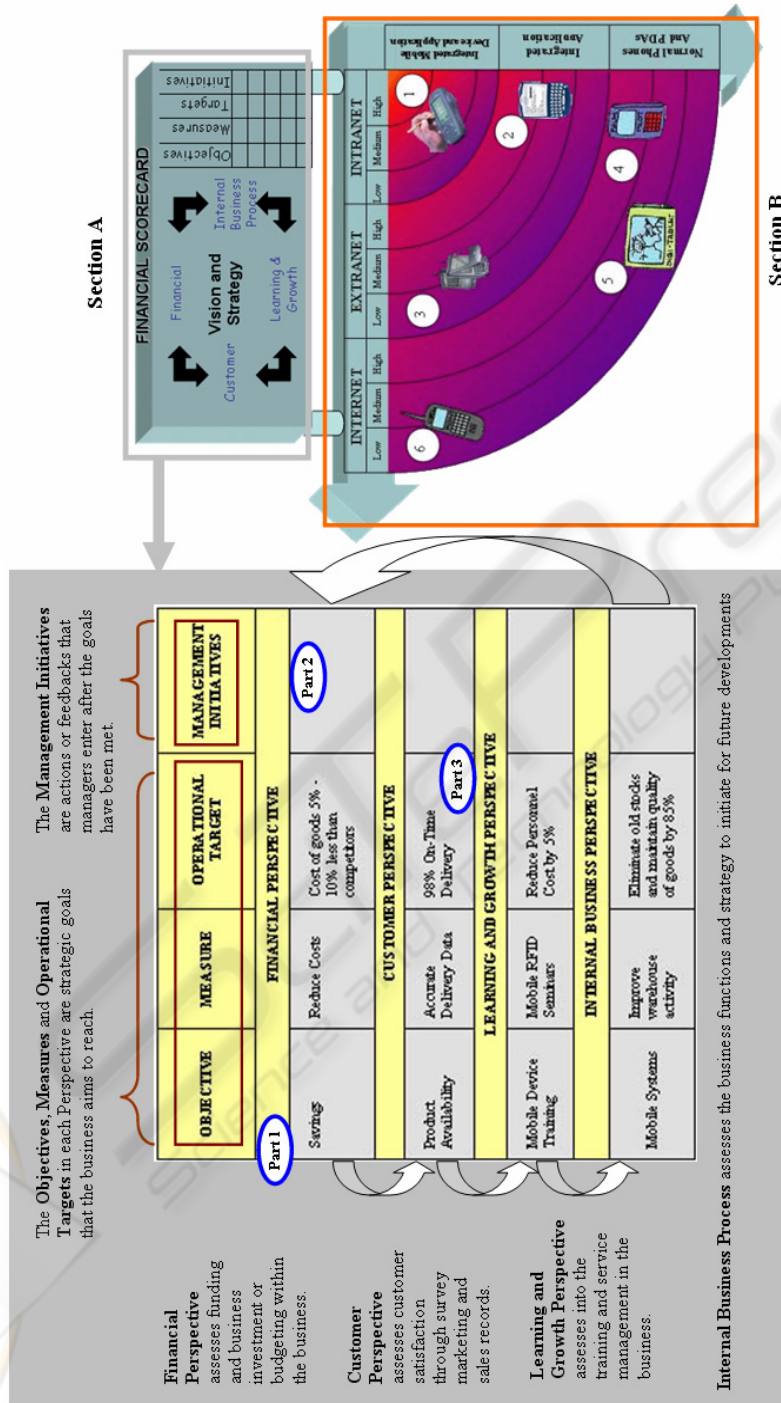 The Objectives, Measures and Operational
Targets in each Perspective are strategic goals
that the business aims to reach.
The Management Initiatives
are actions or feedbacks that
managers enter after the goals
have been met.
Financial
Perspective
assesses funding
and business
investment or
budgeting within
the business.
Customer
Perspective
assesses customer
satisfaction
through survey
marketing and
sales records.
Learning and
Growth Perspective
assesses into the
training and service
management in the
business.
OBJECTIVE
MEASURE
OPERATIONAL
TARGET
MANAGEMENT
INITIATIVES
Part 1
FINANCIAL PERSPECTIVE
Savings
Reduce Costs
Cost of goods 5% -
10% less than
competitors
Part 2
CUSTOMER PERSPECTIVE
Product
Availability
Accurate
Delivery Data
98% On-Time
Delivery
Part 3
LEARNING AND GROWTH PERSPECTIVE
Mobile Device
Training
Mobile RFID
Seminars
Reduce Personnel
Cost by 5%
INTERNAL BUSINESS PERSPECTIVE
Mobile Systems
Improve
warehouse
activity
Eliminate old stocks
and maintain quality
of goods by 85%
Internal Business Process assesses the business functions and strategy to initiate for future developments
Section A
FINANCIAL SCORECARD
Financial
Customer
Vision and
Strategy
Internal
Business
Process
Learning &
Growth
Objectives
Measures
Targets
Initiatives
INTERNET
EXTRANET
INTRANET
Low
Medium
High
Low
Medium
High
Low
Medium
High
Integrated Mobile
Device and Application
Integrated
Application
Normal Phones
And PDAs
1
2
3
4
5
6
DIGI-TABLET
Section B
Science and Technology Pu